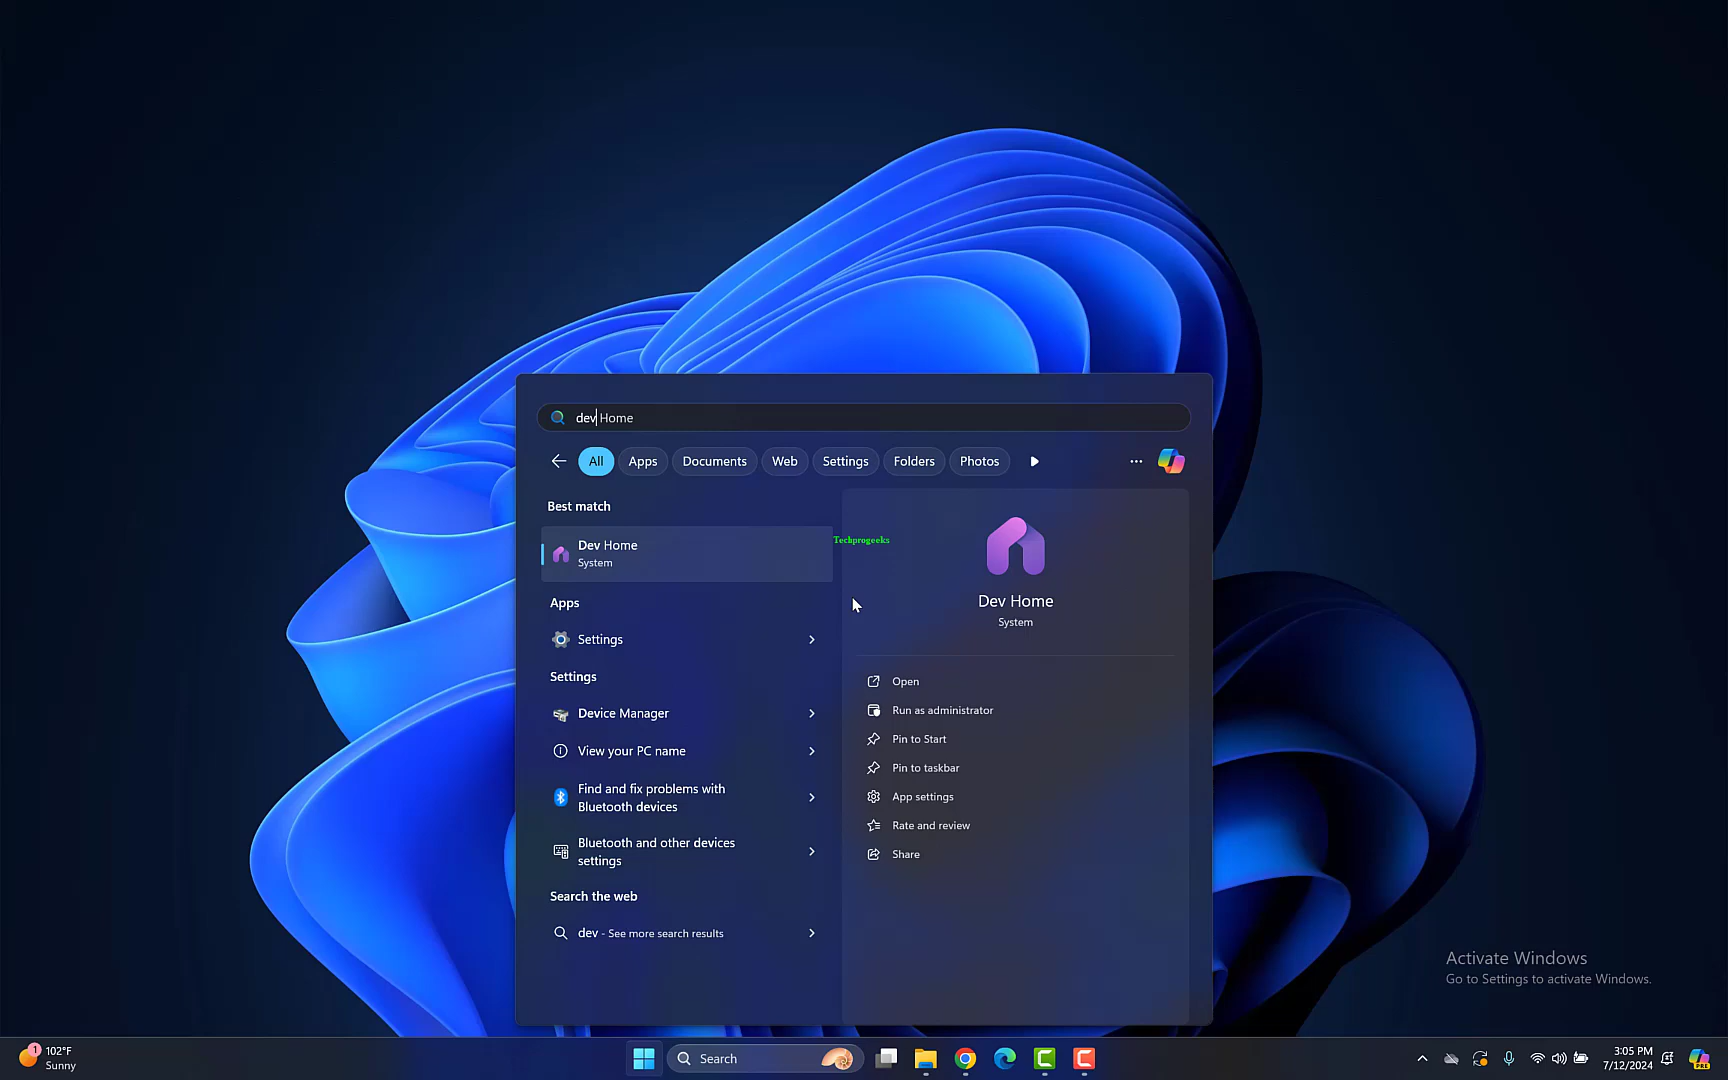 dev Home
All Apps Documents Web Settings Folders Photos
Best match
Dev Home
System
Apps
Settings
Settings
Device Manager
View your PC name
Find and fix problems with
Bluetooth devices
Bluetooth and other devices
settings
Search the web
dev - See more search results
Techprogeeks
Dev Home
System
Open
Run as administrator
Pin to Start
Pin to taskbar
App settings
Rate and review
Share
Activate Windows
Go to Settings to activate Windows.
1
102°F
Sunny
Search
3:05 PM
7/12/2024
PRE